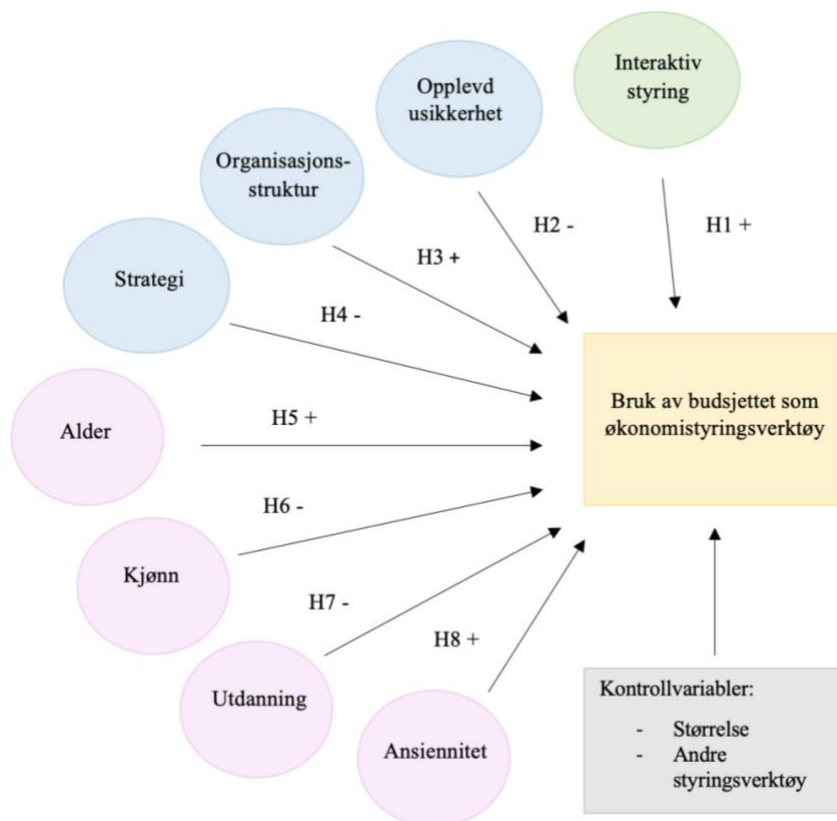 Interaktiv
styring
Opplevd
usikkerhet
Organisasjons-
struktur
H2 -
H1 +
H3 +
Strategi
H4 -
Bruk av budsjettet som
økonomistyringsverktøy
Alder
H5 +
H6 -
Kjønn
H7 -
H8 +
Utdanning
Ansiennitet
Kontrollvariabler:
- Størrelse
- Andre
styringsverktøy